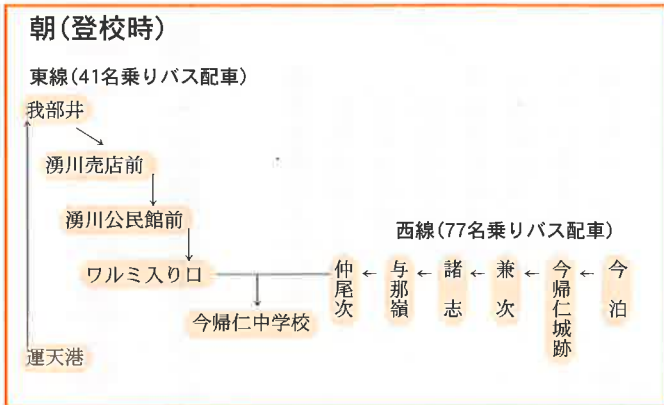 朝(登校時)
東線(41名乗りバス配車)
我部井
湧川売店前
湧川公民館前
ワルミ入り口
今帰仁中学校
運天港
西線(77名乗りバス配車)
仲尾次
与那嶺
諸志
兼次
今帰仁城跡
今泊